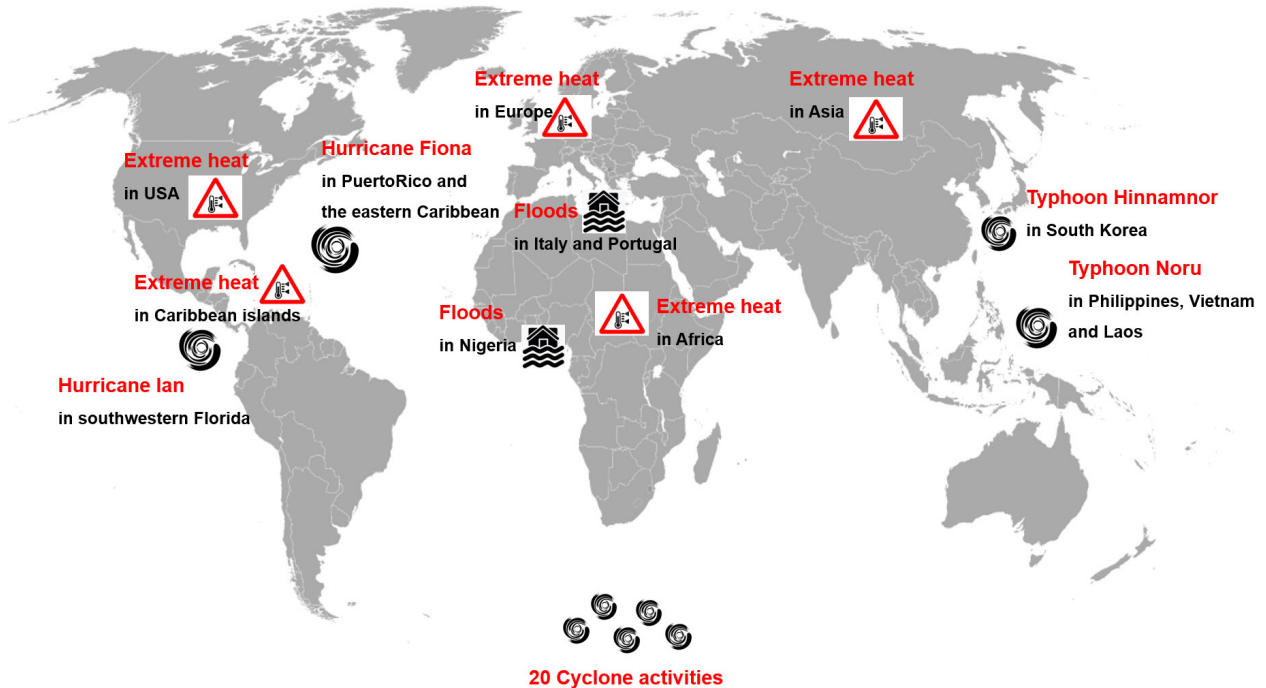 Extreme heat
in Europe
Extreme heat
in Asia
Extreme heat
in USA
Hurricane Fiona
in PuertoRico and
the eastern Caribbean
Floods
in Italy and Portugal
Typhoon Hinnamnor
in South Korea
Extreme heat
in Caribbean islands
Floods
in Nigeria
Extreme heat
in Africa
Typhoon Noru
in Philippines, Vietnam
and Laos
Hurricane Ian
in southwestern Florida
20 Cyclone activities